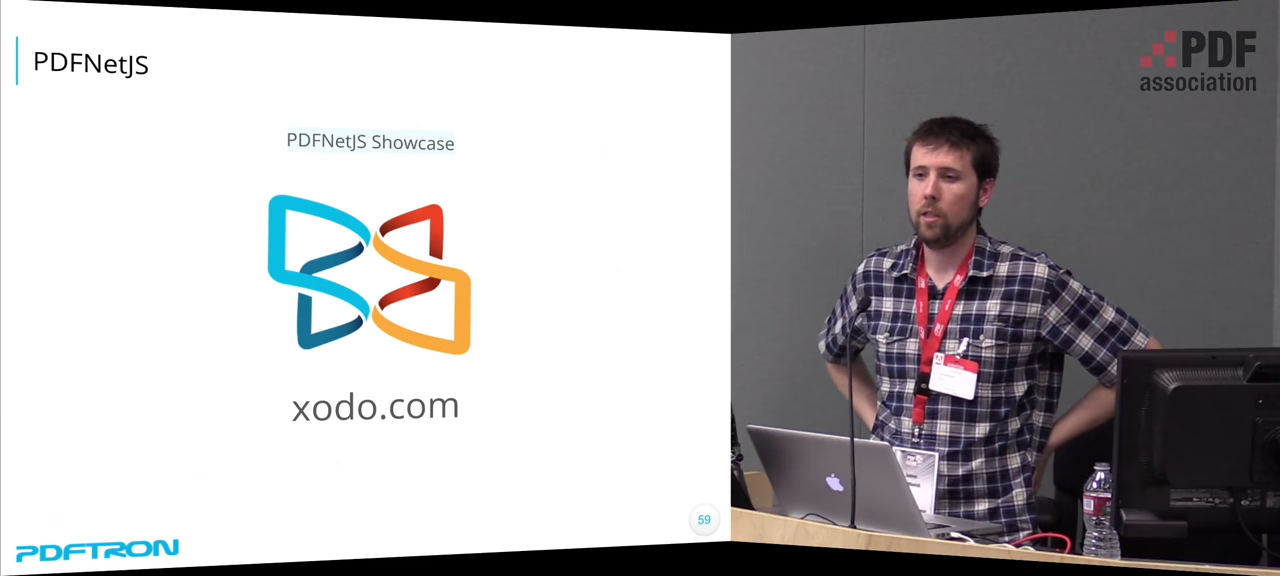 PDFNetJS
PDFNetJS Showcase
xodo.com
59
PDFTRON
PDF
association